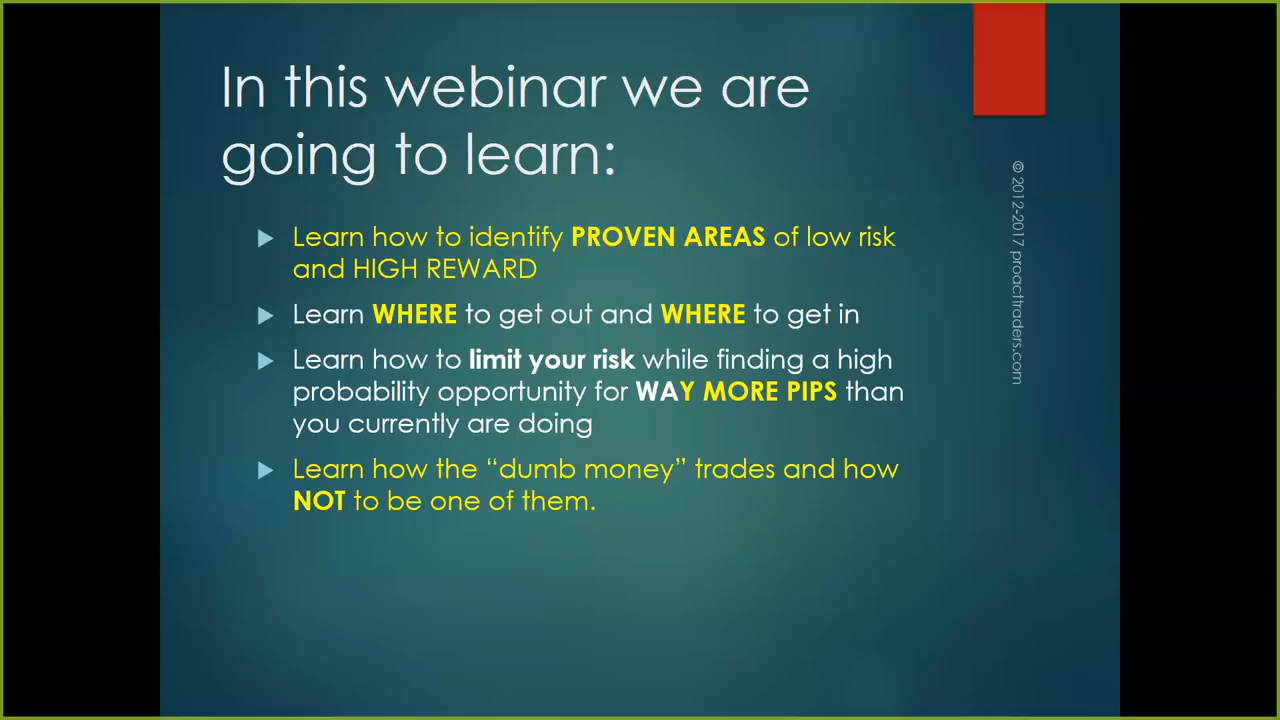 In this webinar we are
going to learn:
Learn how to identify PROVEN AREAS of low risk
and HIGH REWARD
Learn WHERE to get out and WHERE to get in
Learn how to limit your risk while finding a high
probability opportunity for WAY MORE PIPS than
you currently are doing
Learn how the “dumb money” trades and how
NOT to be one of them.
© 2012-2017 proacttraders.com